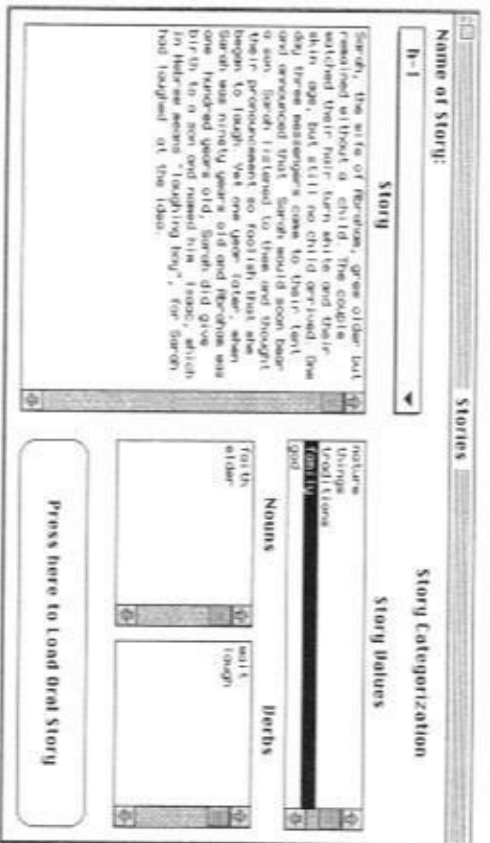 Stories
Name of Story:
h-1
Story
Sarah, the wife of Abraham, grew older but
remained without a child. The couple
watched their hair turn white and their
skin age, but still no child arrived. One
day three messengers came to their tent
and announced that Sarah would soon bear
a son. Sarah listened to them and thought
their pronouncement so foolish that she
began to laugh. Yet one year later, when
Sarah was ninety years old and Abraham was
one hundred years old, Sarah did give
birth to a son and named him Isaac, which
in Hebrew means "laughing boy", for Sarah
had laughed at the idea.
Story Categorization
Story Values
nature
things
traditions
family
god
Nouns
faith
elder
Verbs
wait
laugh
Press here to Load Oral Story